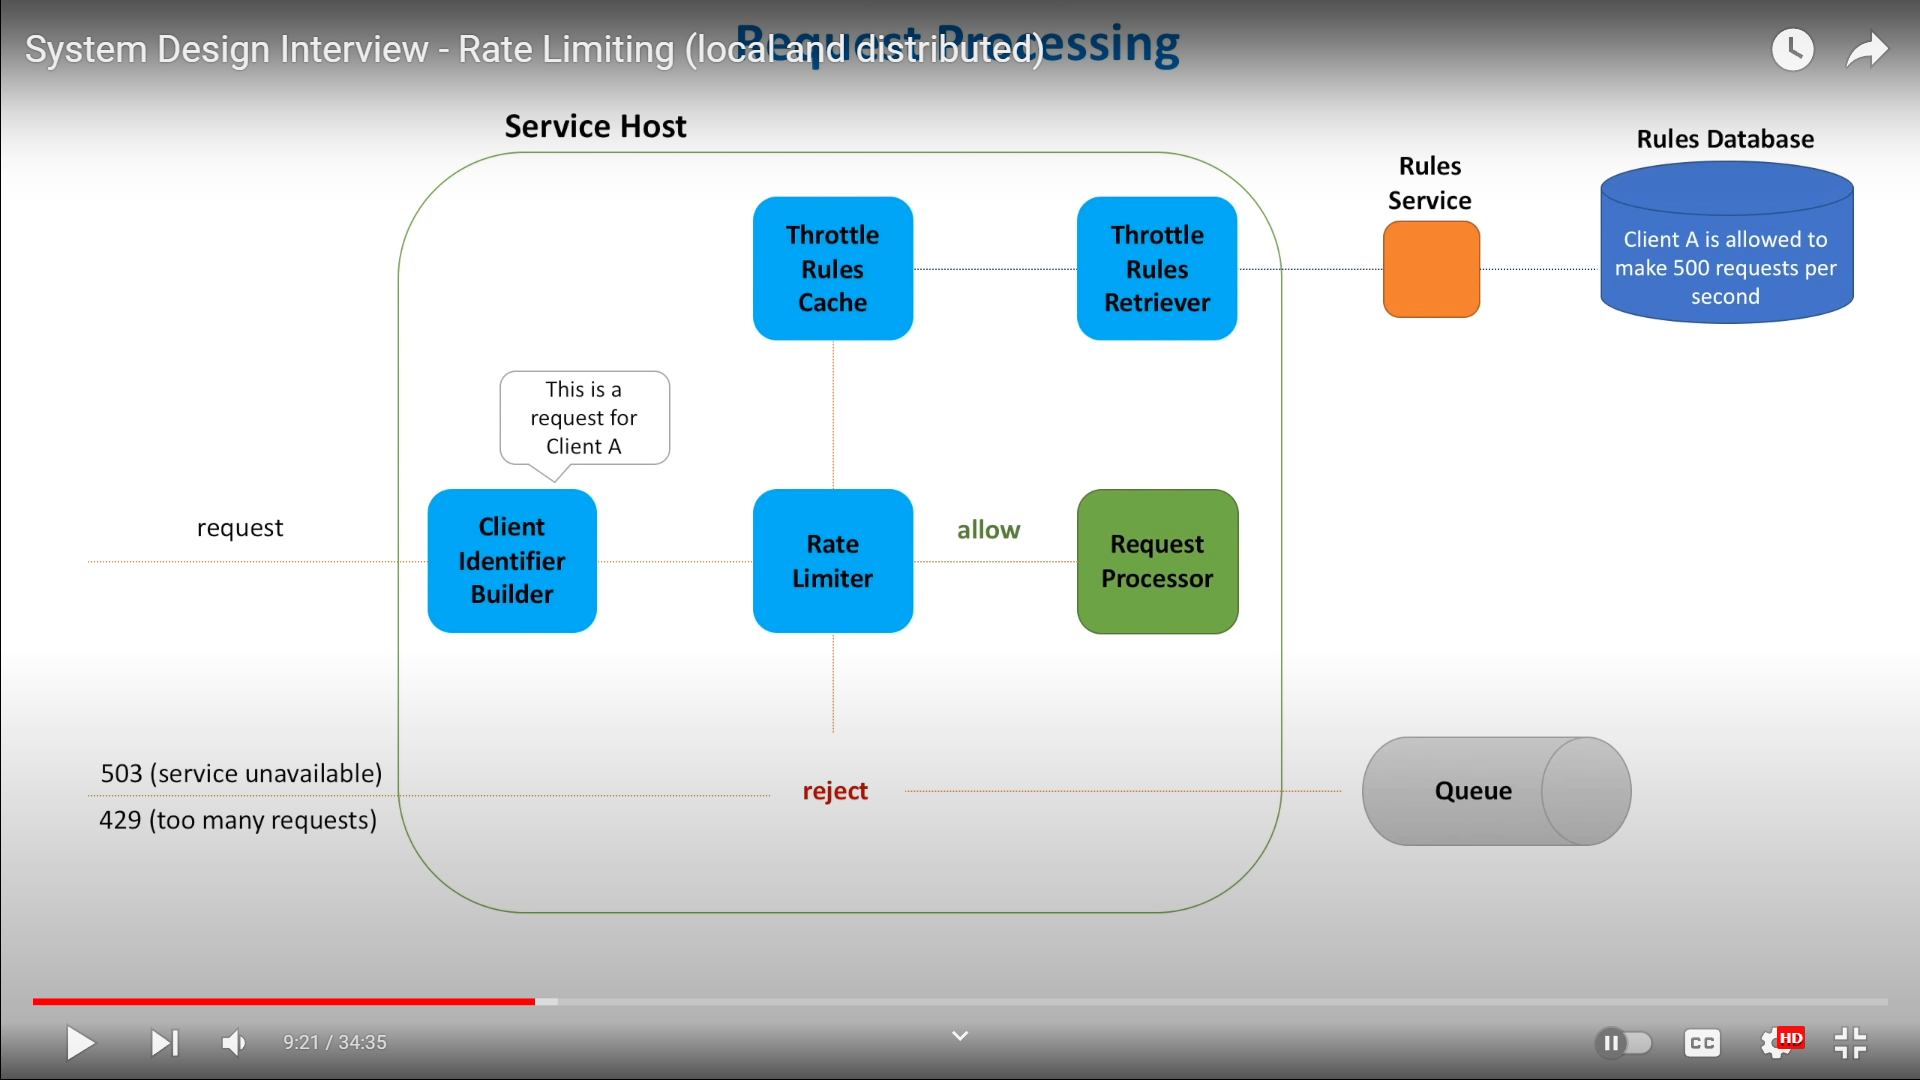 Request Processing
System Design Interview - Rate Limiting (local and distributed)
Service Host
Rules Database
Rules
Service
Throttle
Rules
Cache
Throttle
Rules
Retriever
Client A is allowed to
make 500 requests per
second
This is a
request for
Client A
request
Client
Identifier
Builder
Rate
Limiter
allow
Request
Processor
503 (service unavailable)
429 (too many requests)
reject
Queue
9:21 / 34:35
CC
HD